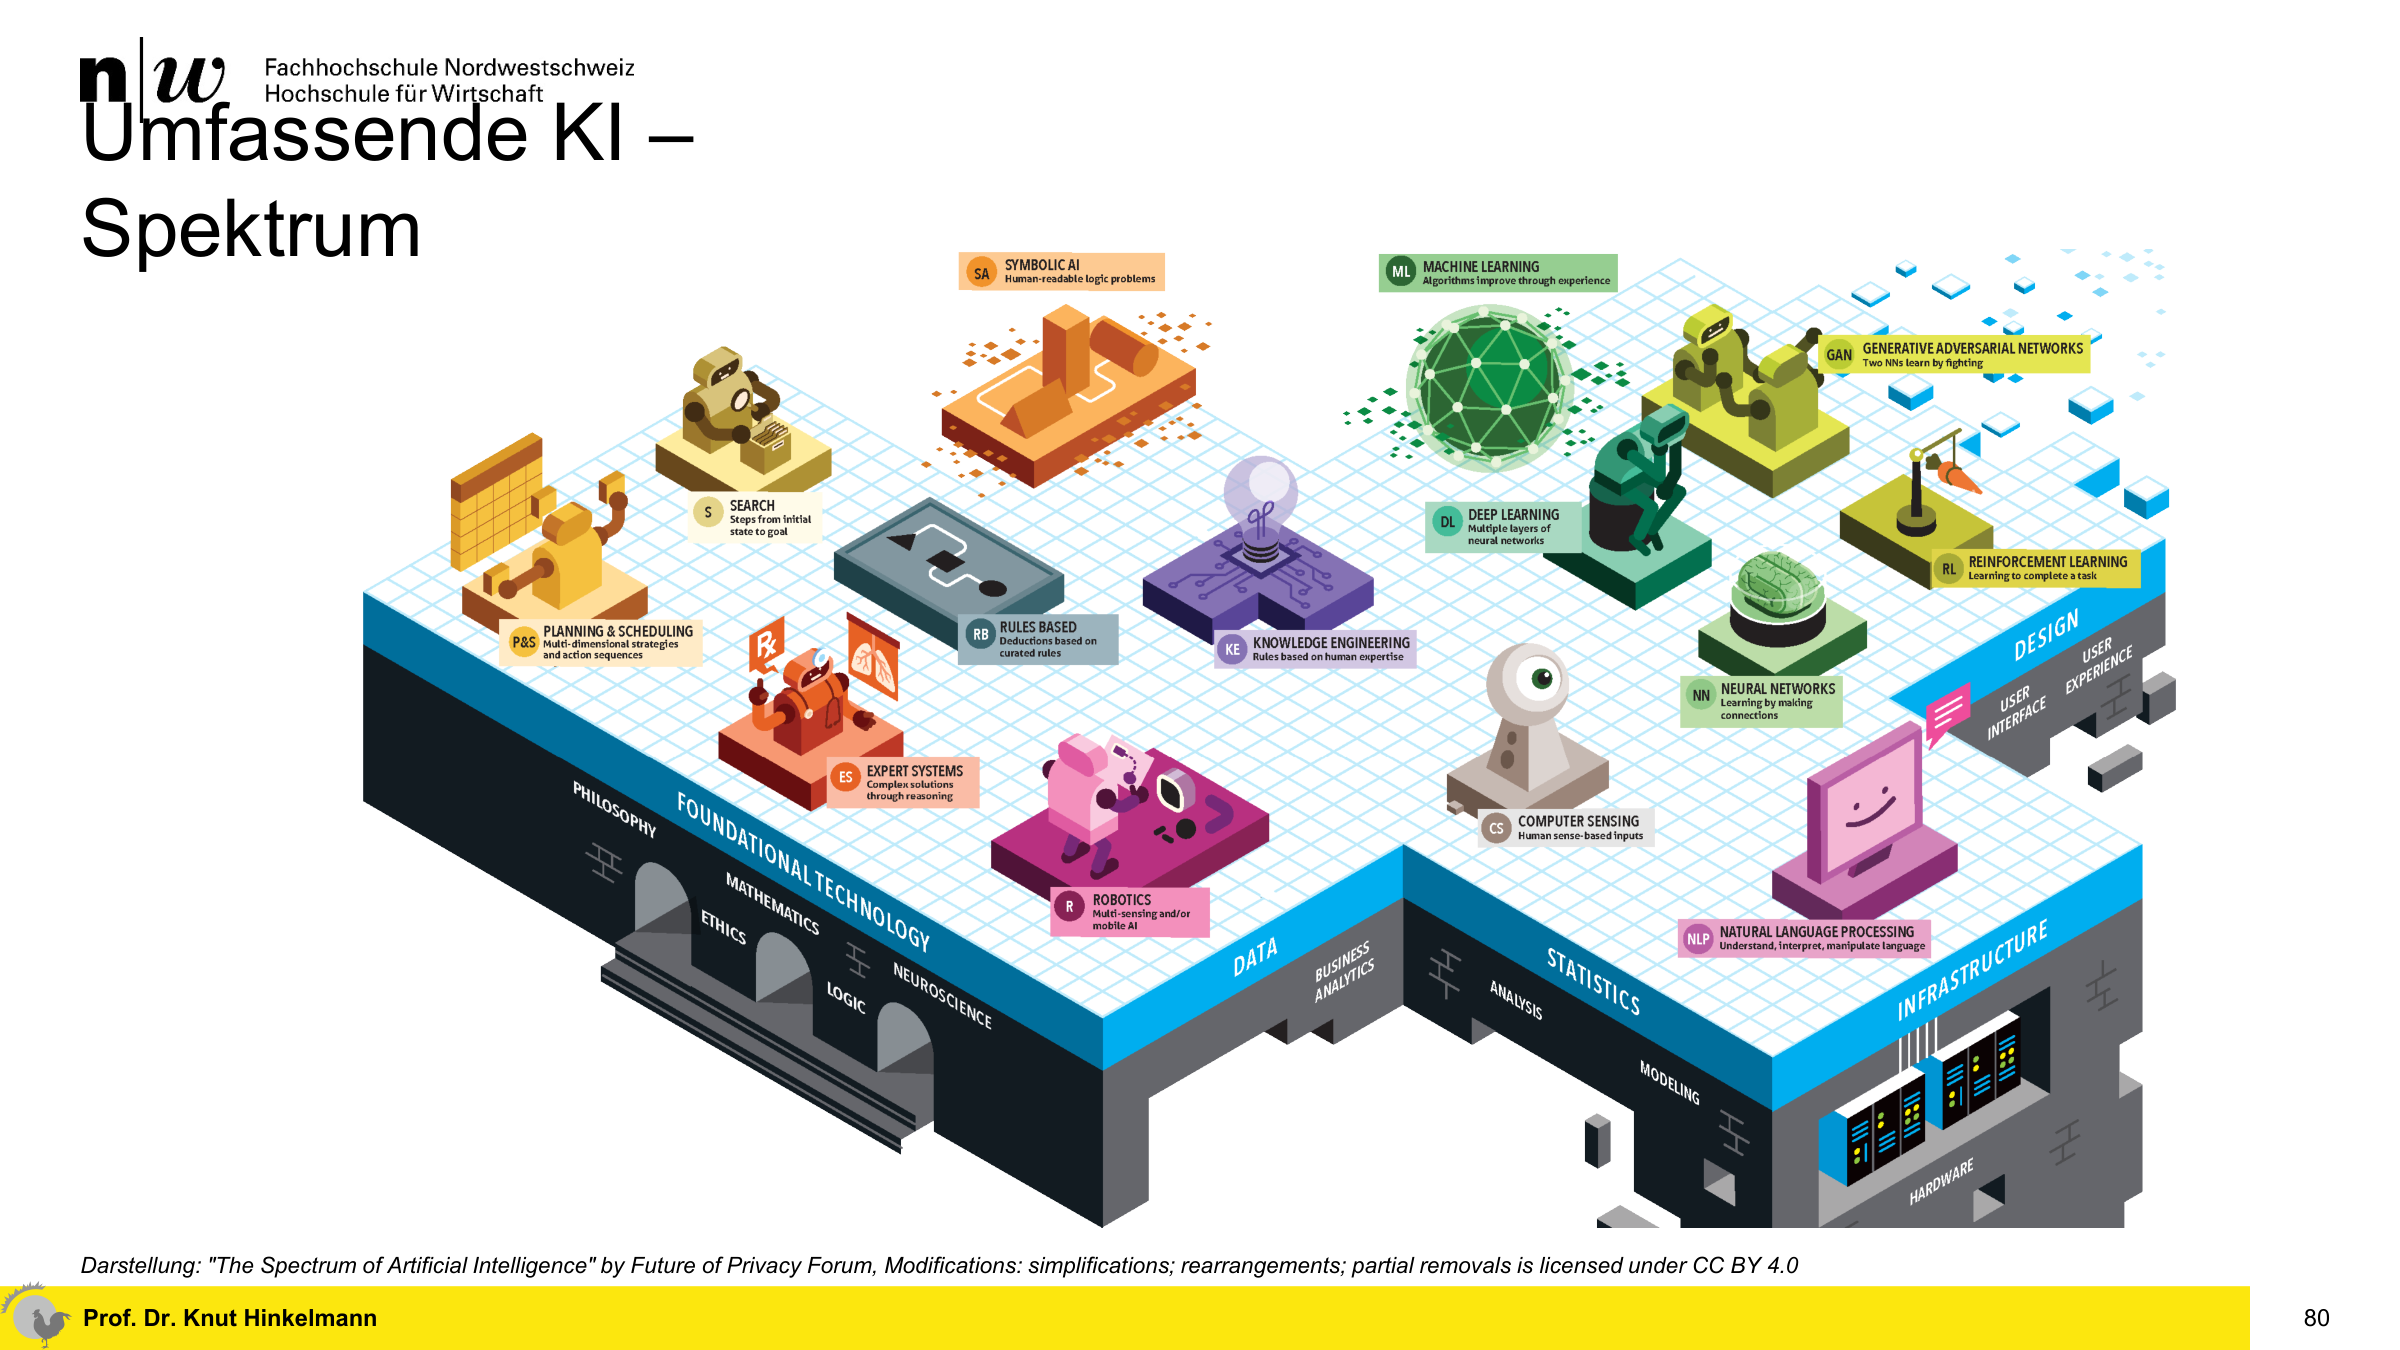 n|w
Fachhochschule Nordwestschweiz
Hochschule für Wirtschaft
Umfassende KI –
Spektrum
SA SYMBOLIC AI
Human-readable logic problems
ML MACHINE LEARNING
Algorithms improve through experience
GAN GENERATIVE ADVERSARIAL NETWORKS
Two NNs learn by fighting
S SEARCH
Steps from initial
state to goal
DL DEEP LEARNING
Multiple layers of
neural networks
RL REINFORCEMENT LEARNING
Learning to complete a task
P&S PLANNING & SCHEDULING
Multi-dimensional strategies
and action sequences
Rx
RB RULES BASED
Deductions based on
curated rules
KE KNOWLEDGE ENGINEERING
Rules based on human expertise
NN NEURAL NETWORKS
Learning by making
connections
ES EXPERT SYSTEMS
Complex solutions
through reasoning
CS COMPUTER SENSING
Human sense-based inputs
R ROBOTICS
Multi-sensing and/or
mobile AI
NLP NATURAL LANGUAGE PROCESSING
Understand, interpret, manipulate language
DESIGN
USER
INTERFACE
USER
EXPERIENCE
FOUNDATIONAL TECHNOLOGY
PHILOSOPHY
MATHEMATICS
ETHICS
LOGIC
NEUROSCIENCE
DATA
BUSINESS
ANALYTICS
STATISTICS
ANALYSIS
MODELING
INFRASTRUCTURE
HARDWARE
Darstellung: "The Spectrum of Artificial Intelligence" by Future of Privacy Forum, Modifications: simplifications; rearrangements; partial removals is licensed under CC BY 4.0
Prof. Dr. Knut Hinkelmann
80